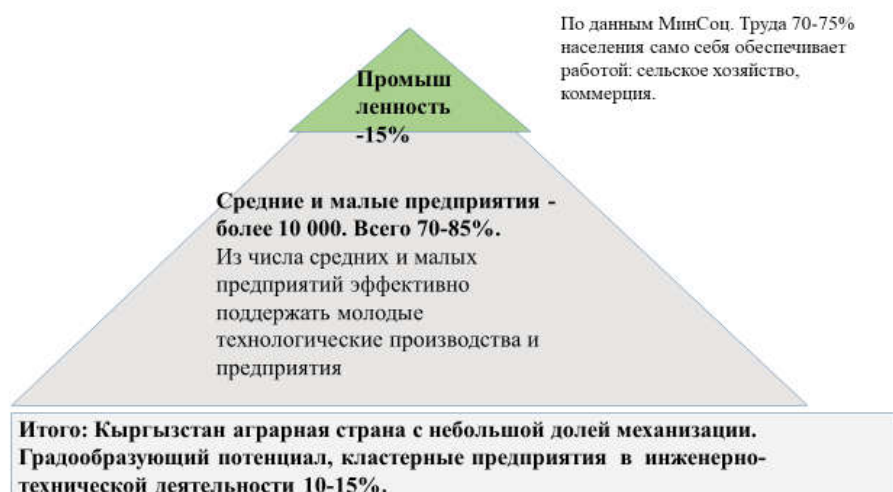 По данным МинСоц. Труда 70-75%
населения само себя обеспечивает
работой: сельское хозяйство,
коммерция.
Промыш
ленность
-15%
Средние и малые предприятия -
более 10 000. Всего 70-85%.
Из числа средних и малых
предприятий эффективно
поддержать молодые
технологические производства и
предприятия
Итого: Кыргызстан аграрная страна с небольшой долей механизации.
Градообразующий потенциал, кластерные предприятия в инженерно-
технической деятельности 10-15%.